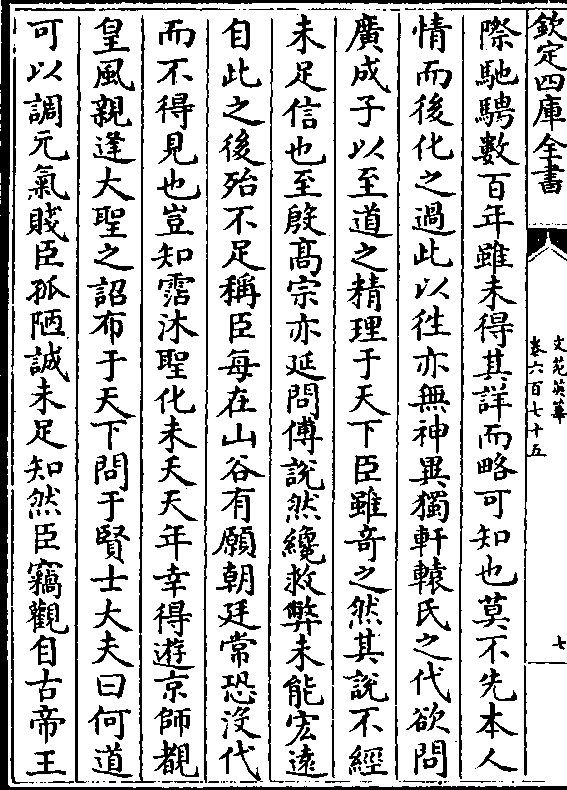 欽定四庫全書
文苑英華
卷六百七十五
七
際馳騁數百年雖未得其詳而略可知也莫不先本人
情而後化之過此以徃亦無神異獨軒轅氏之代欲問
廣成子以至道之精理于天下臣雖奇之然其說不經
未足信也至殷髙宗亦延問傅說然纔救弊未能宏遠
自此之後殆不足稱臣每在山谷有願朝廷常恐没代
而不得見也豈知霑沐聖化未夭天年幸得遊京師覩
皇風親逢大聖之詔布于天下問于賢士大夫曰何道
可以調元氣賤臣孤陋誠未足知然臣竊觀自古帝王